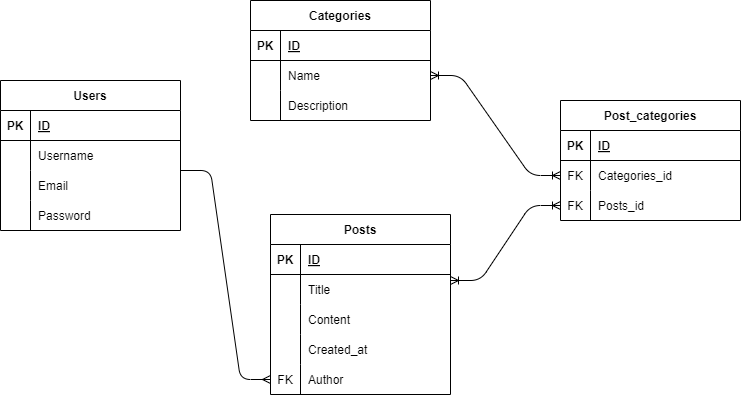 Categories
PK ID
Name
Description
Users
PK ID
Username
Email
Password
Post_categories
PK ID
FK Categories_id
FK Posts_id
Posts
PK ID
Title
Content
Created_at
FK Author